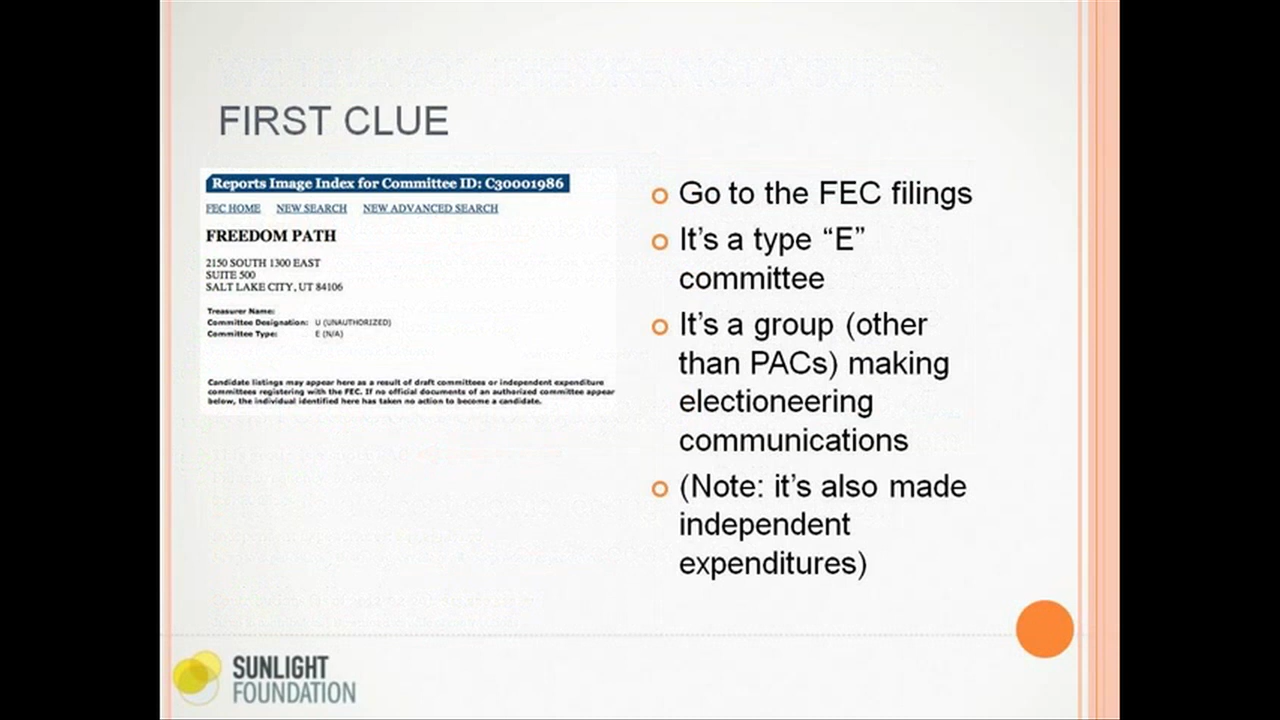 FIRST CLUE
Reports Image Index for Committee ID: C30001986
FEC HOME NEW SEARCH NEW ADVANCED SEARCH
FREEDOM PATH
2150 SOUTH 1300 EAST
SUITE 500
SALT LAKE CITY, UT 84106
Treasurer Name:
Committee Designation: U (UNAUTHORIZED)
Committee Type: E (N/A)
Candidate listings may appear here as a result of draft committees or independent expenditure
committees registering with the FEC. If no official documents of an authorized committee appear
below, the individual identified here has taken no action to become a candidate.
Go to the FEC filings
It's a type “E”
committee
It's a group (other
than PACs) making
electioneering
communications
(Note: it's also made
independent
expenditures)
SUNLIGHT
FOUNDATION